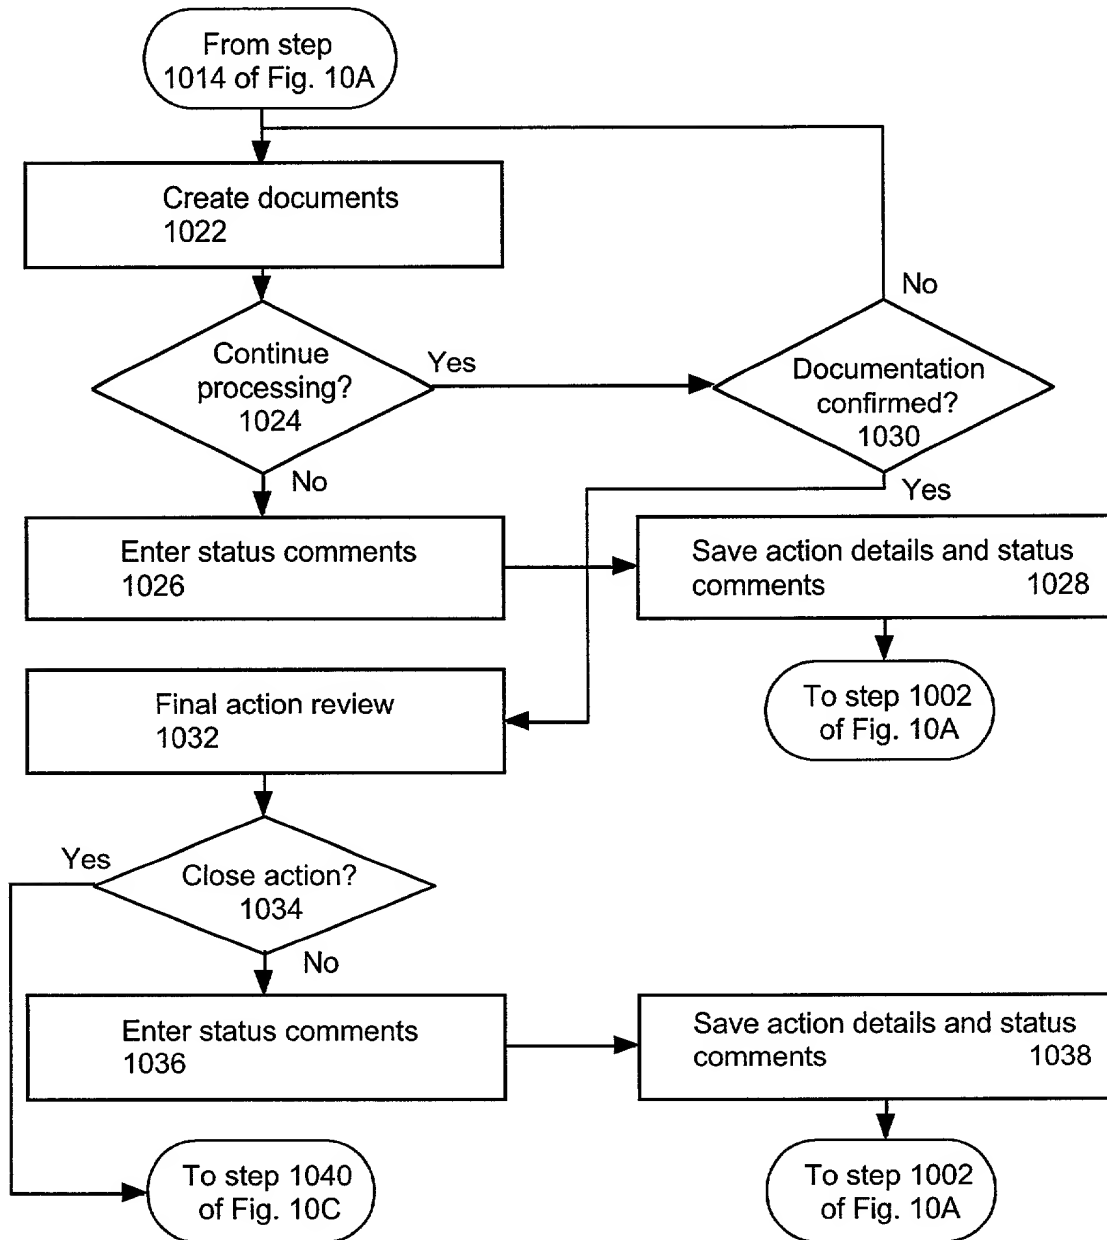 From step
1014 of Fig. 10A
Create documents
1022
No
Continue
processing?
1024
Yes
Documentation
confirmed?
1030
No
Yes
Enter status comments
1026
Save action details and status
comments 1028
Final action review
1032
To step 1002
of Fig. 10A
Yes
Close action?
1034
No
Enter status comments
1036
Save action details and status
comments 1038
To step 1040
of Fig. 10C
To step 1002
of Fig. 10A